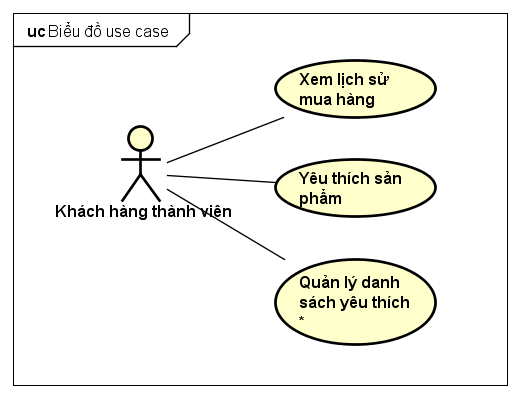 uc Biểu đồ use case
Xem lịch sử
mua hàng
Yêu thích sản
phẩm
Khách hàng thành viên
Quản lý danh
sách yêu thích
*